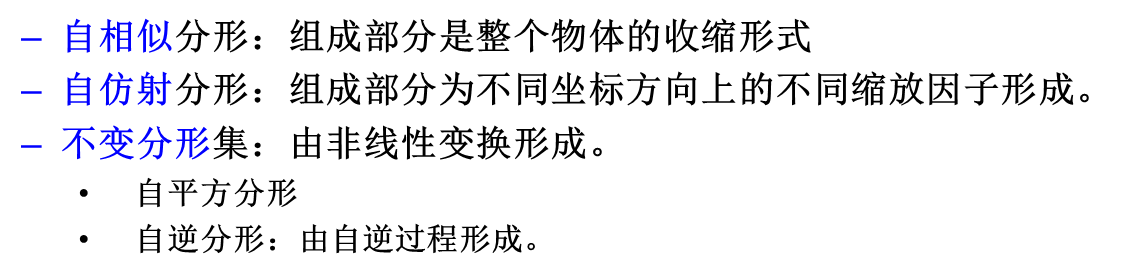 – 自相似分形：组成部分是整个物体的收缩形式
– 自仿射分形：组成部分为不同坐标方向上的不同缩放因子形成。
– 不变分形集：由非线性变换形成。
• 自平方分形
• 自逆分形：由自逆过程形成。